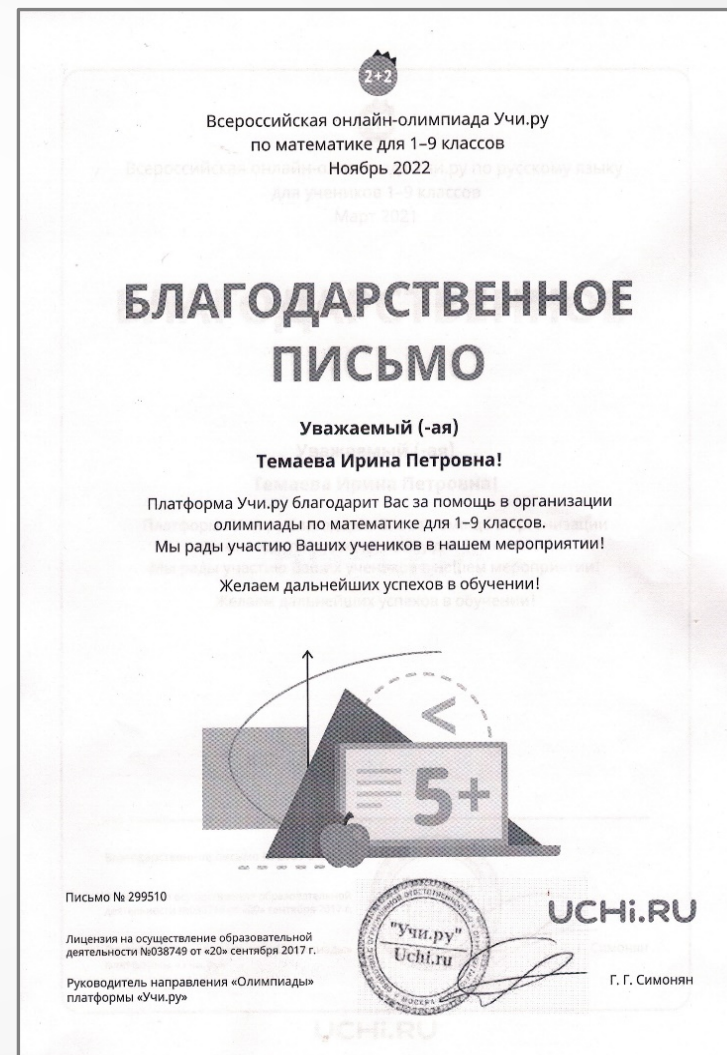 2+2
Всероссийская онлайн-олимпиада Учи.ру
по математике для 1–9 классов
Ноябрь 2022
БЛАГОДАРСТВЕННОЕ
ПИСЬМО
Уважаемый (-ая)
Темаева Ирина Петровна!
Платформа Учи.ру благодарит Вас за помощь в организации
олимпиады по математике для 1–9 классов.
Мы рады участию Ваших учеников в нашем мероприятии!
Желаем дальнейших успехов в обучении!
<
5+
Письмо № 299510
UCHi.RU
Лицензия на осуществление образовательной
деятельности №038749 от «20» сентября 2017 г.
"Учи.ру"
Uchi.ru
Руководитель направления «Олимпиады»
платформы «Учи.ру»
Г. Г. Симонян